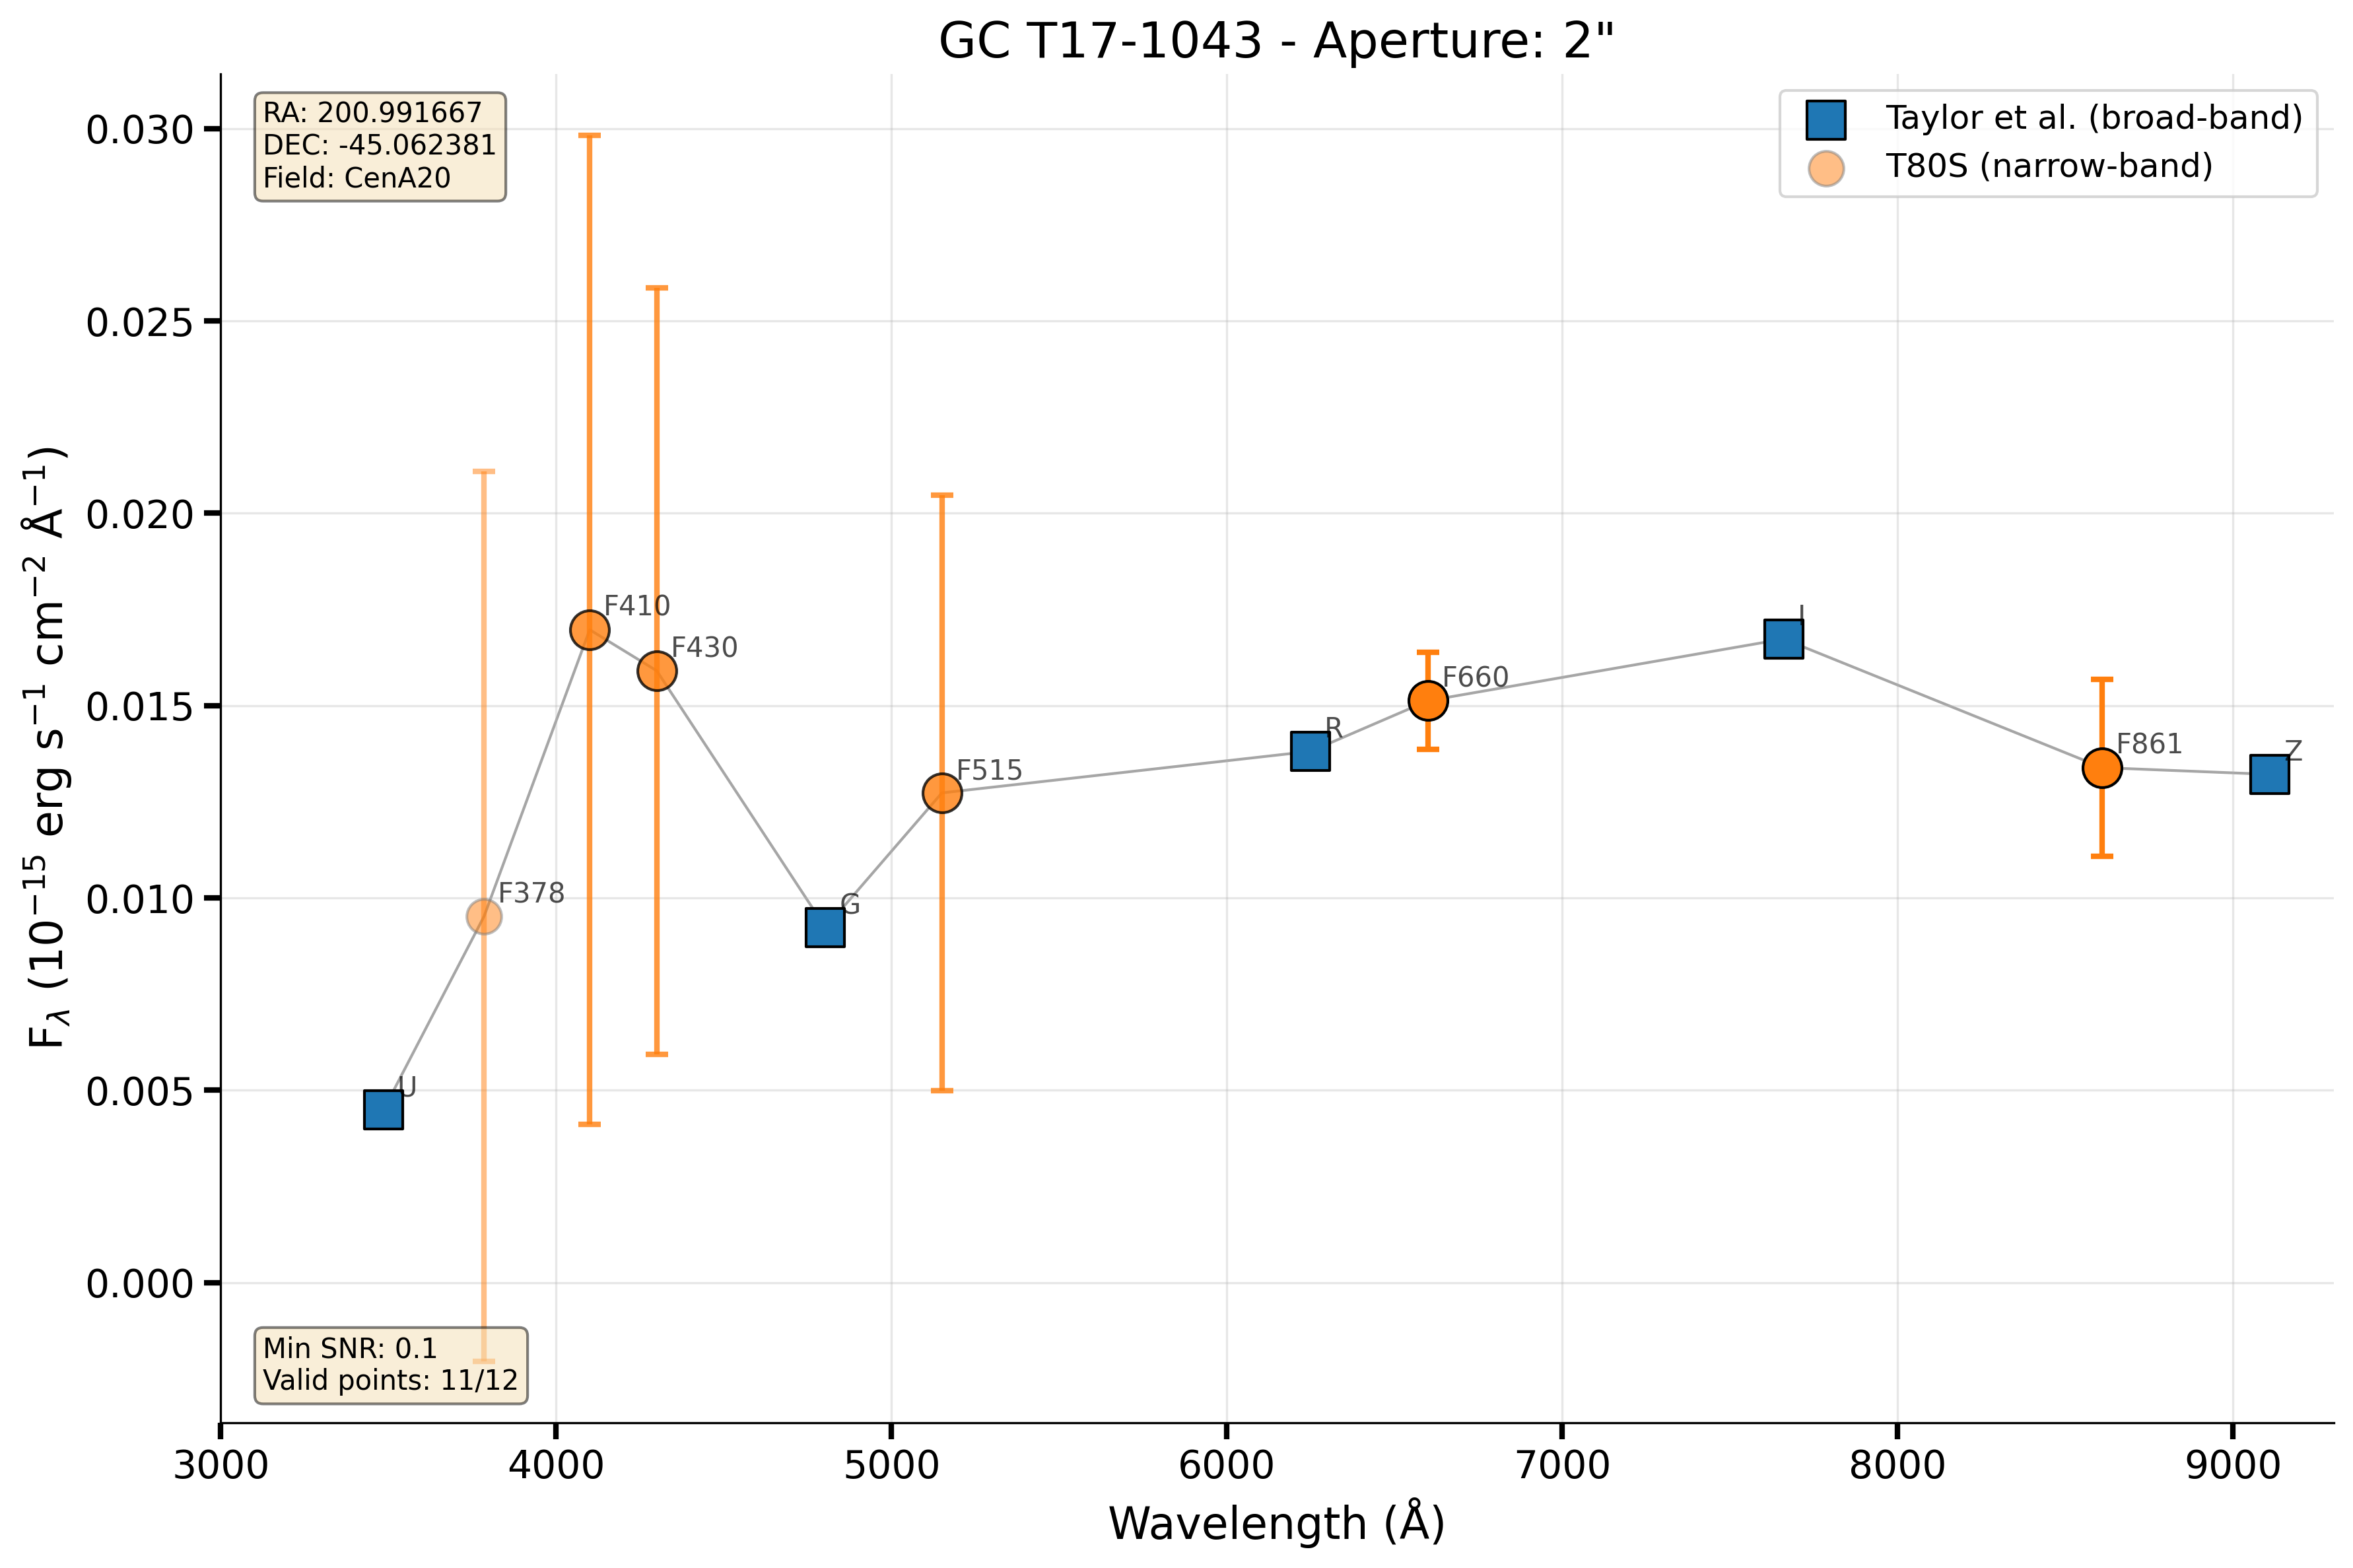 GC T17-1043 - Aperture: 2"
RA: 200.991667
DEC: -45.062381
Field: CenA20
Taylor et al. (broad-band)
T80S (narrow-band)
0.030
0.025
0.020
0.015
0.010
0.005
0.000
F_λ (10⁻¹⁵ erg s⁻¹ cm⁻² Å⁻¹)
U
F378
F410
F430
G
F515
R
F660
I
F861
Z
Min SNR: 0.1
Valid points: 11/12
3000 4000 5000 6000 7000 8000 9000
Wavelength (Å)